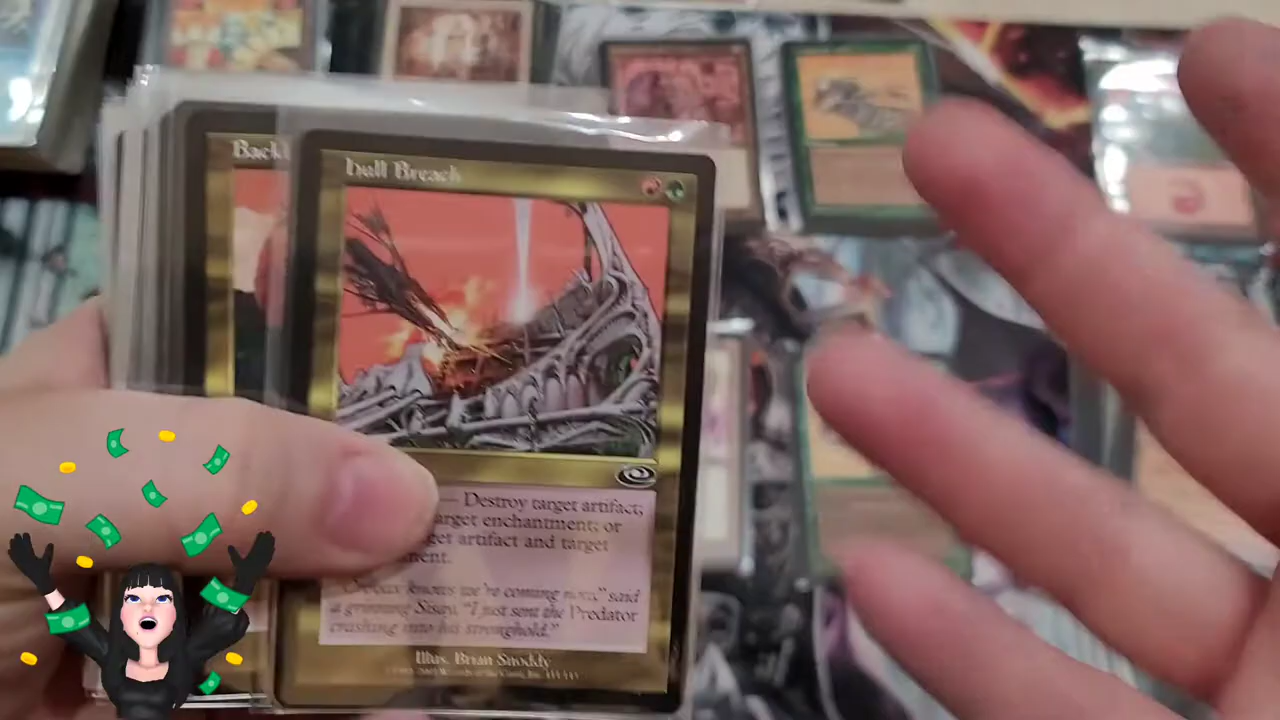 Back
Hull Breach
— Destroy target artifact;
target enchantment; or
target artifact and target
ment.
knows we're coming now," said
a grinning Sisay. "I just sent the Predator
crashing into his stronghold."
Illus. Brian Snoddy